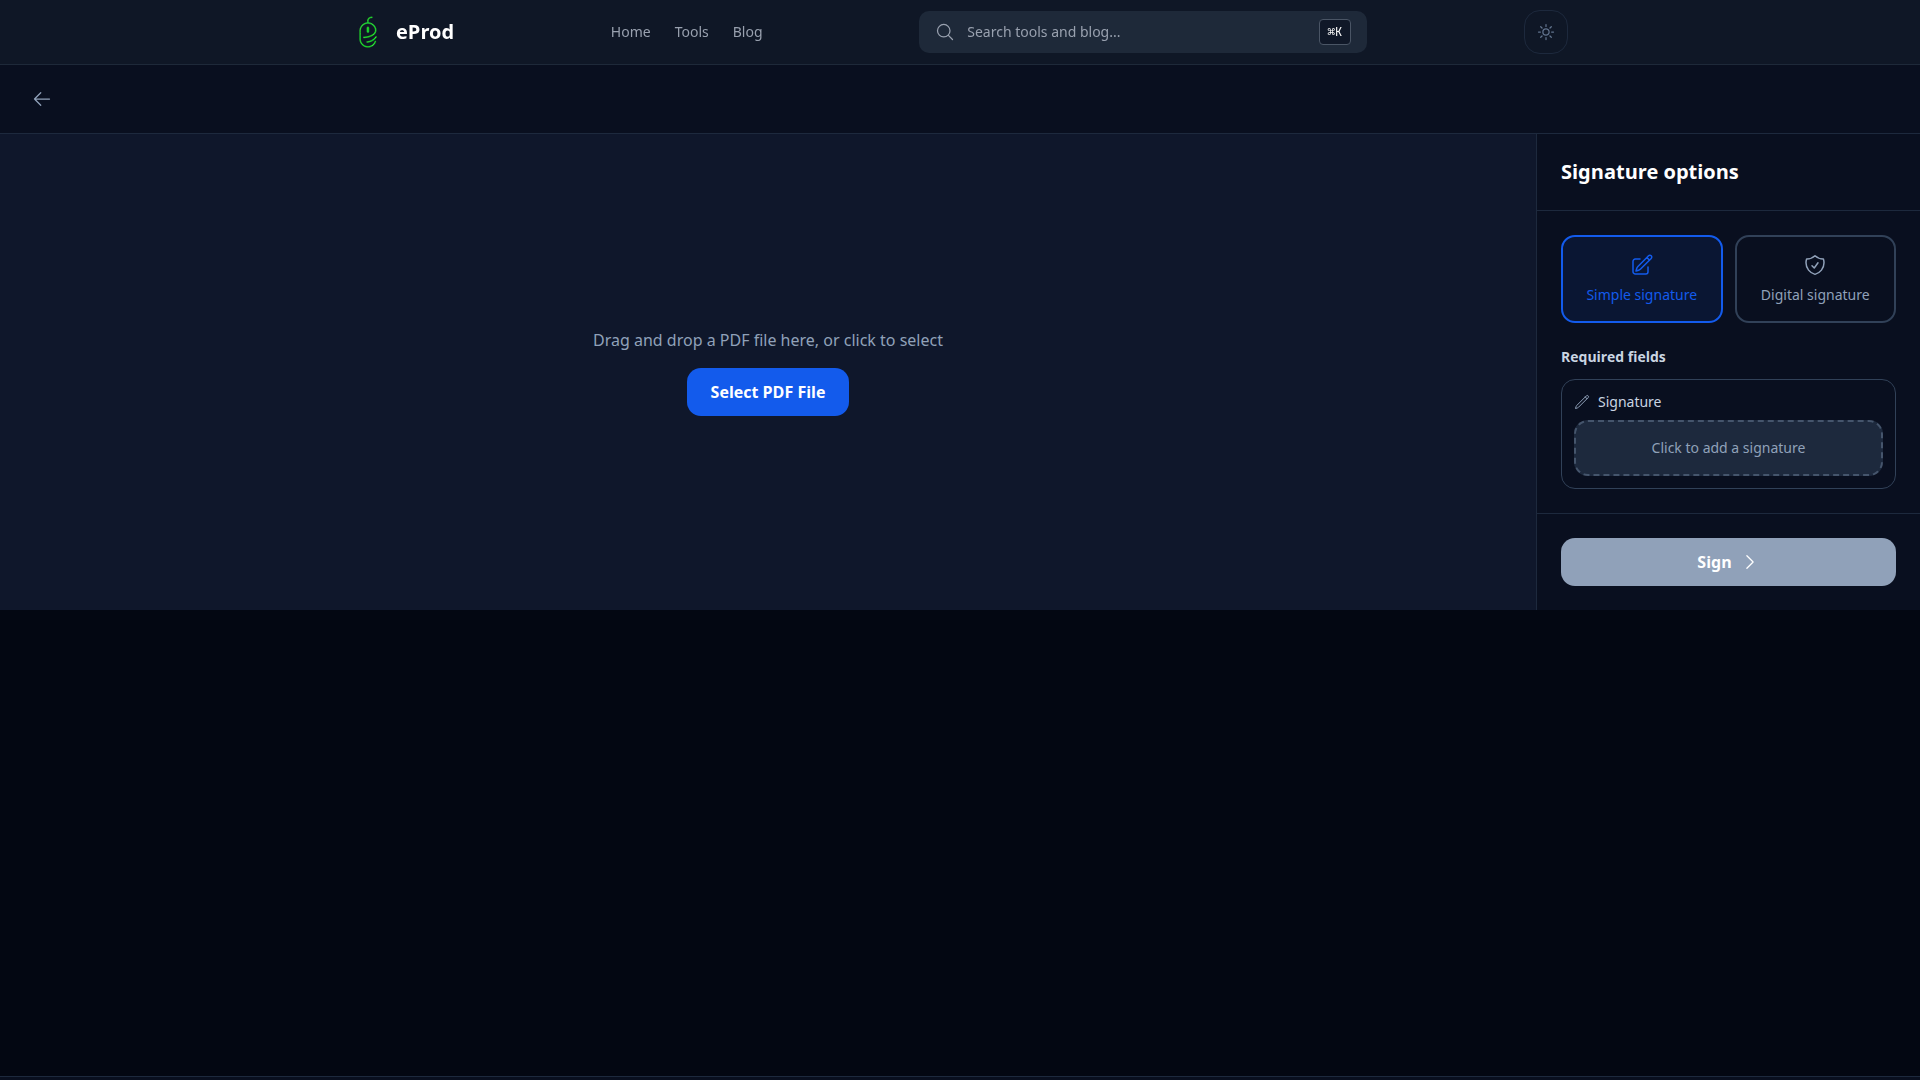 eProd
Home
Tools
Blog
Search tools and blog...
⌘K
Signature options
Simple signature
Digital signature
Drag and drop a PDF file here, or click to select
Select PDF File
Required fields
Signature
Click to add a signature
Sign